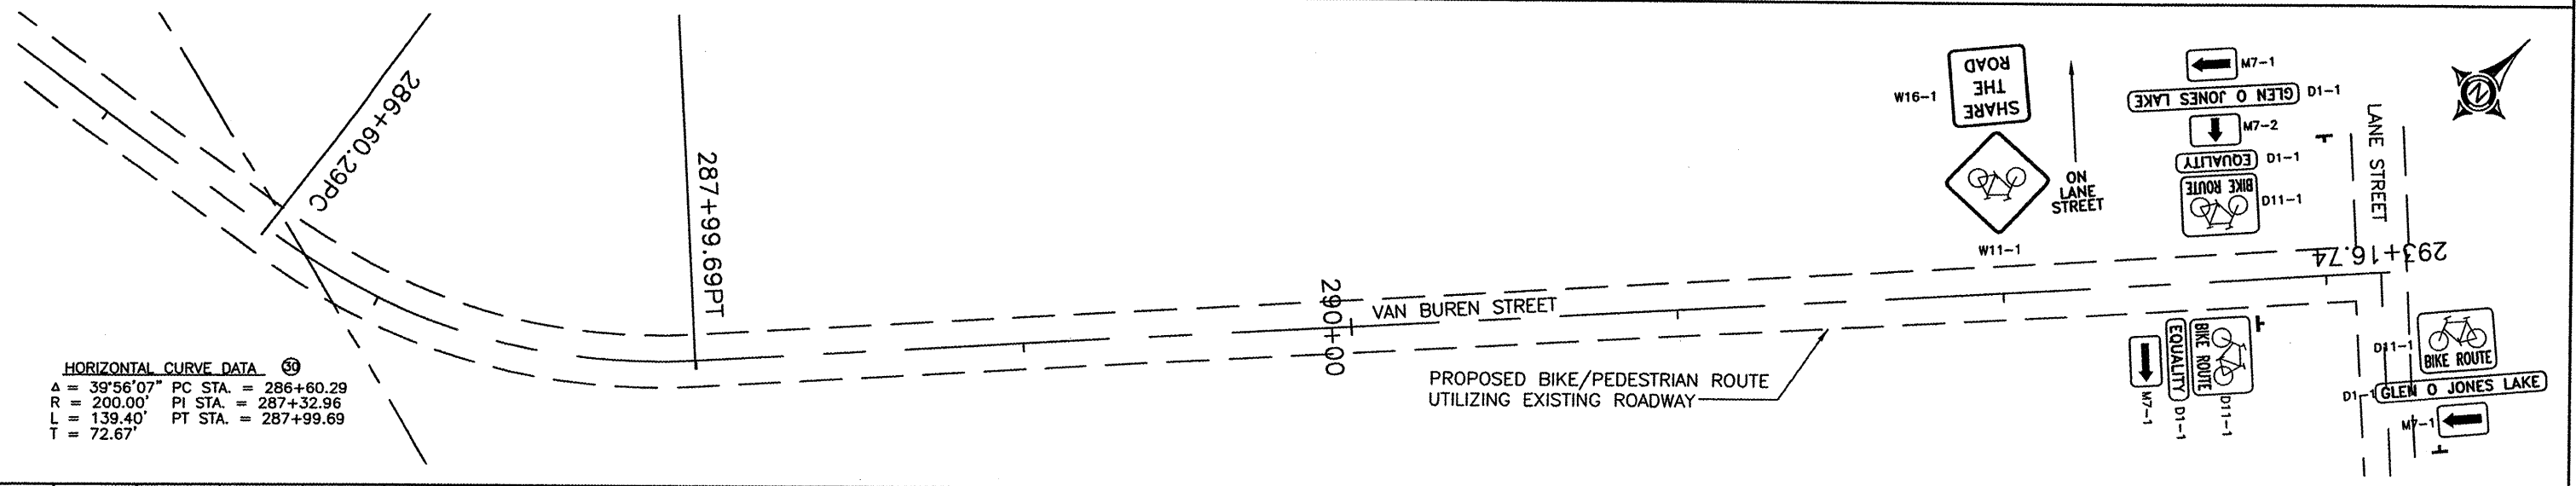 286+60.29PC
287+99.69PT
290+00
VAN BUREN STREET
PROPOSED BIKE/PEDESTRIAN ROUTE
UTILIZING EXISTING ROADWAY
HORIZONTAL CURVE DATA 30
Δ = 39°56'07" PC STA. = 286+60.29
R = 200.00' PI STA. = 287+32.96
L = 139.40' PT STA. = 287+99.69
T = 72.67'
SHARE
THE
ROAD
W16-1
W11-1
ON
LANE
STREET
M7-1
GLEN O JONES LAKE
D1-1
M7-2
EQUALITY
D1-1
BIKE ROUTE
D11-1
LANE STREET
N
293+16.74
BIKE ROUTE
EQUALITY
M7-1
D1-1
D11-1
D11-1
BIKE ROUTE
D1-1
GLEN O JONES LAKE
M7-1